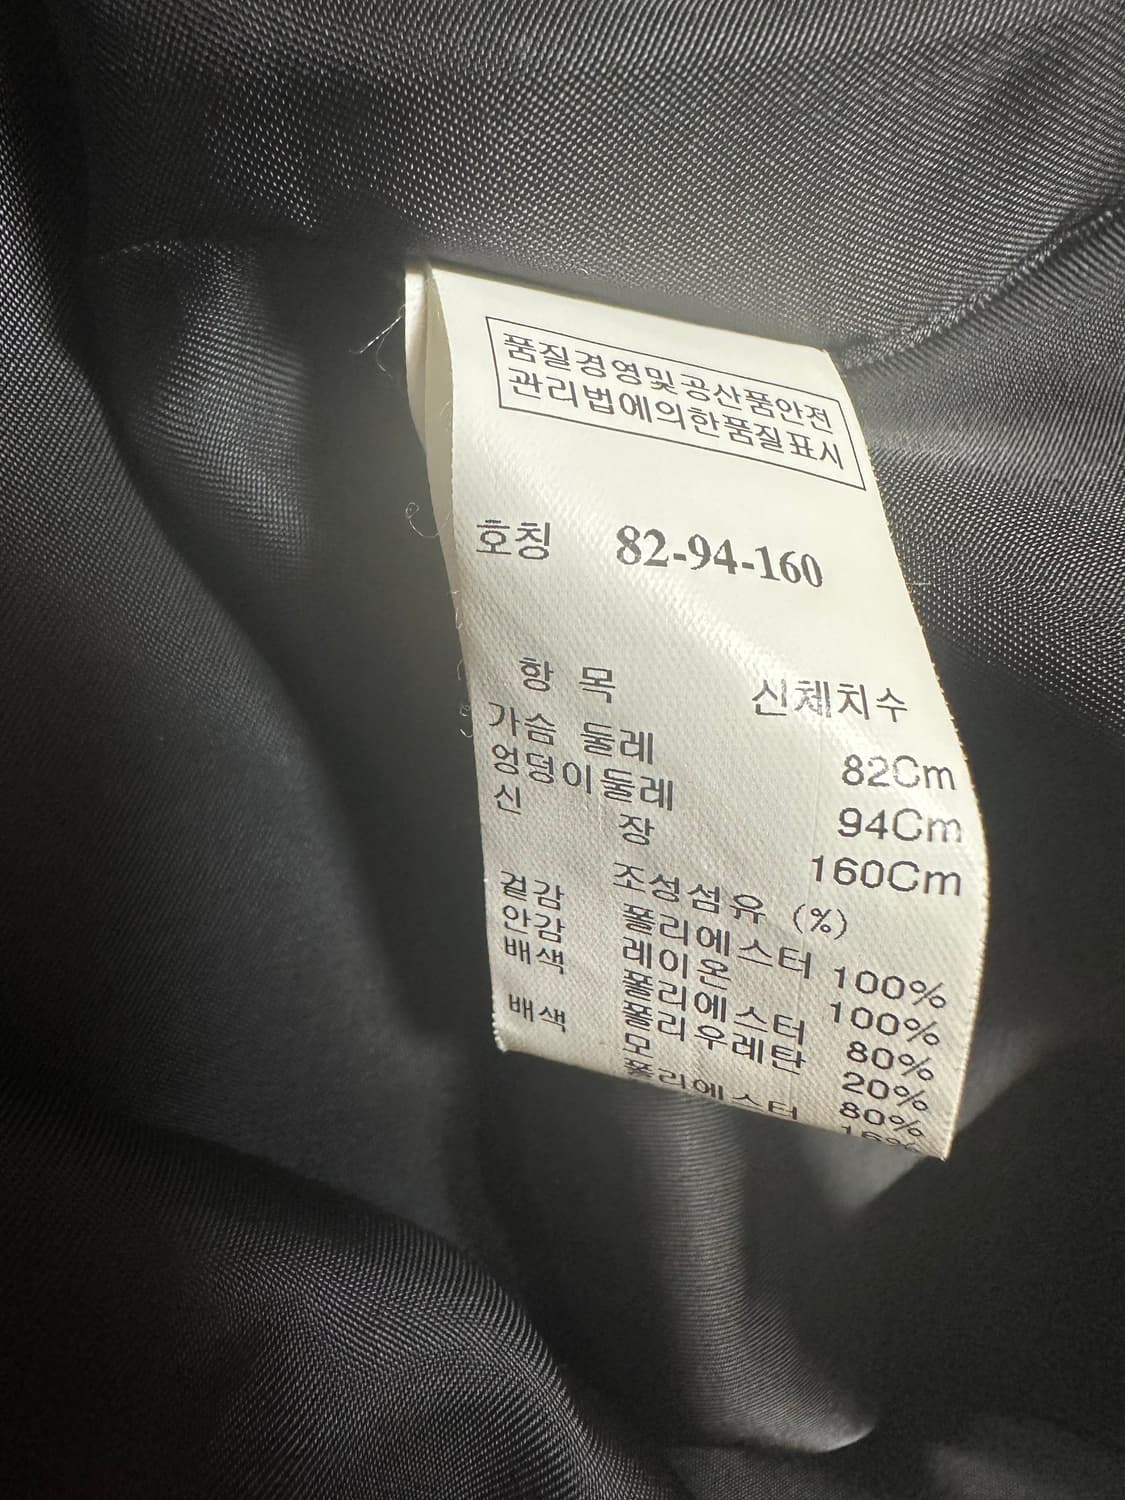 품질경영및공산품안전
관리법에의한품질표시
호칭 82-94-160
항 목 신체치수
가슴 둘레 82Cm
엉덩이둘레 94Cm
신 장 160Cm
조성섬유 (%)
겉감 폴리에스터 100%
안감 레이온 100%
배색 폴리에스터 80%
폴리우레탄 20%
배색 모 80%
폴리에스터 16%